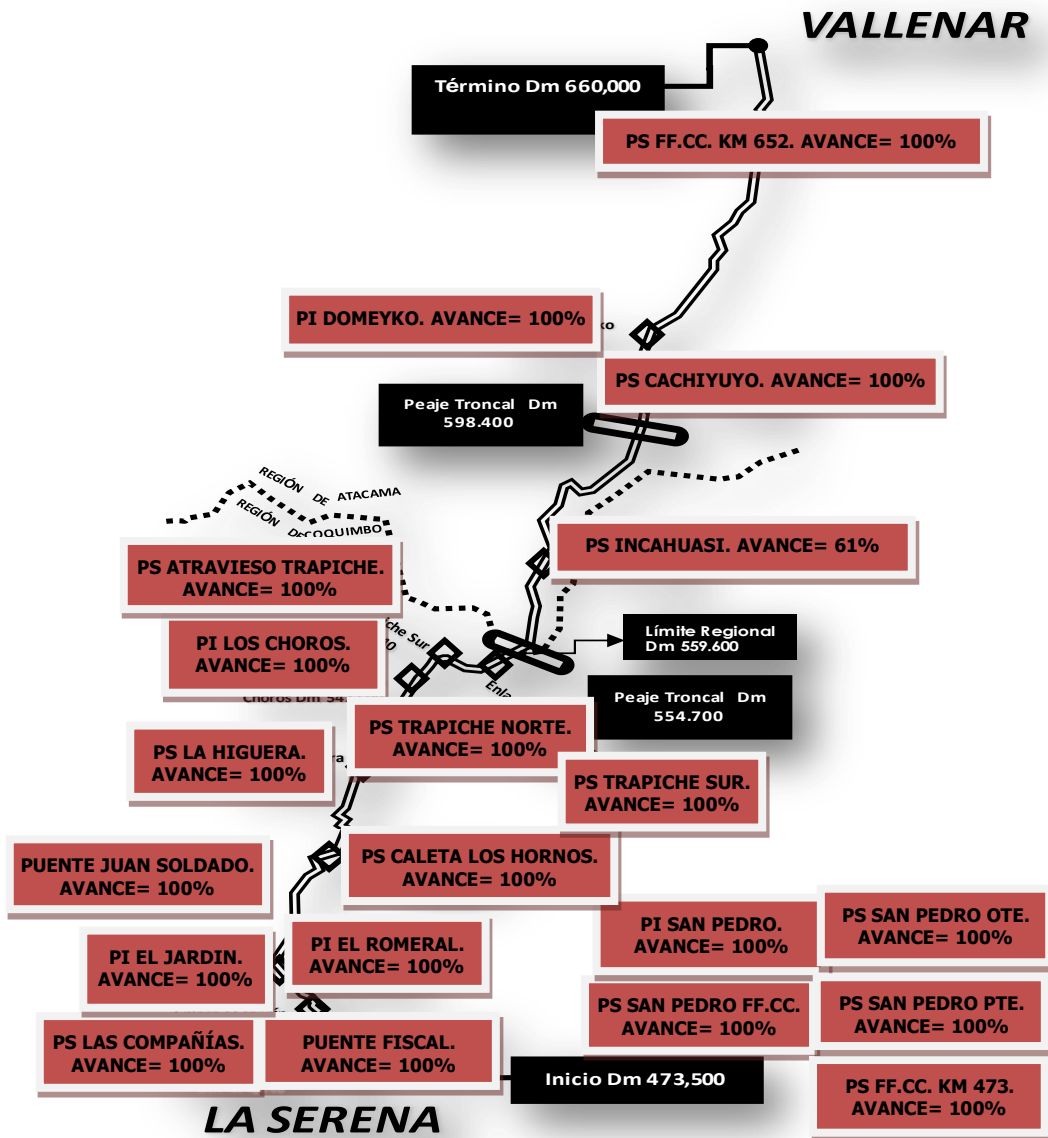 VALLENAR
Término Dm 660,000
PS FF.CC. KM 652. AVANCE= 100%
PI DOMEYKO. AVANCE= 100%
PS CACHIYUYO. AVANCE= 100%
Peaje Troncal Dm
598.400
REGIÓN DE ATACAMA
REGIÓN DE COQUIMBO
PS INCAHUASI. AVANCE= 61%
PS ATRAVIESO TRAPICHE.
AVANCE= 100%
PI LOS CHOROS.
AVANCE= 100%
Sur
Límite Regional
Dm 559.600
Choros Dm 54
Peaje Troncal Dm
554.700
PS TRAPICHE NORTE.
AVANCE= 100%
PS LA HIGUERA.
AVANCE= 100%
PS TRAPICHE SUR.
AVANCE= 100%
PS CALETA LOS HORNOS.
AVANCE= 100%
PUENTE JUAN SOLDADO.
AVANCE= 100%
PI SAN PEDRO.
AVANCE= 100%
PS SAN PEDRO OTE.
AVANCE= 100%
PI EL JARDIN.
AVANCE= 100%
PI EL ROMERAL.
AVANCE= 100%
PS SAN PEDRO FF.CC.
AVANCE= 100%
PS SAN PEDRO PTE.
AVANCE= 100%
PS LAS COMPAÑÍAS.
AVANCE= 100%
PUENTE FISCAL.
AVANCE= 100%
Inicio Dm 473,500
PS FF.CC. KM 473.
AVANCE= 100%
LA SERENA